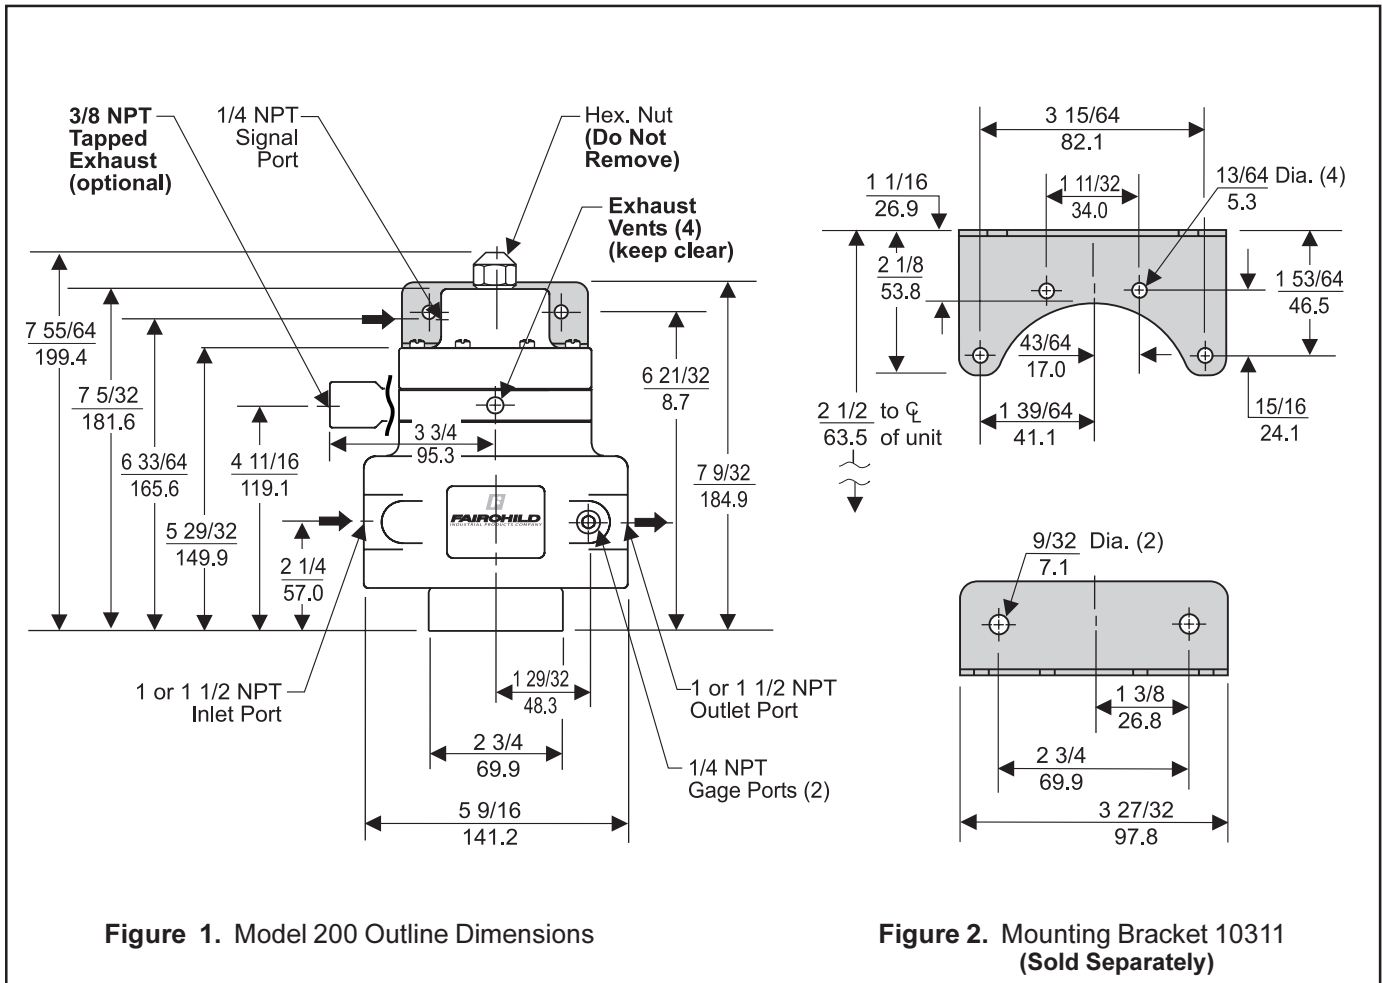 3/8 NPT
Tapped
Exhaust
(optional)
1/4 NPT
Signal
Port
Hex. Nut
(Do Not
Remove)
Exhaust
Vents (4)
(keep clear)
7 55/64
199.4
7 5/32
181.6
6 33/64
165.6
5 29/32
149.9
4 11/16
119.1
3 3/4
95.3
2 1/4
57.0
6 21/32
8.7
7 9/32
184.9
FAIRCHILD
INDUSTRIAL PRODUCTS COMPANY
1 or 1 1/2 NPT
Inlet Port
1 29/32
48.3
1 or 1 1/2 NPT
Outlet Port
2 3/4
69.9
1/4 NPT
Gage Ports (2)
5 9/16
141.2
Figure 1. Model 200 Outline Dimensions
3 15/64
82.1
1 1/16
26.9
1 11/32
34.0
13/64 Dia. (4)
5.3
2 1/8
53.8
1 53/64
46.5
43/64
17.0
2 1/2 to ℄
63.5 of unit
1 39/64
41.1
15/16
24.1
9/32 Dia. (2)
7.1
1 3/8
26.8
2 3/4
69.9
3 27/32
97.8
Figure 2. Mounting Bracket 10311
(Sold Separately)